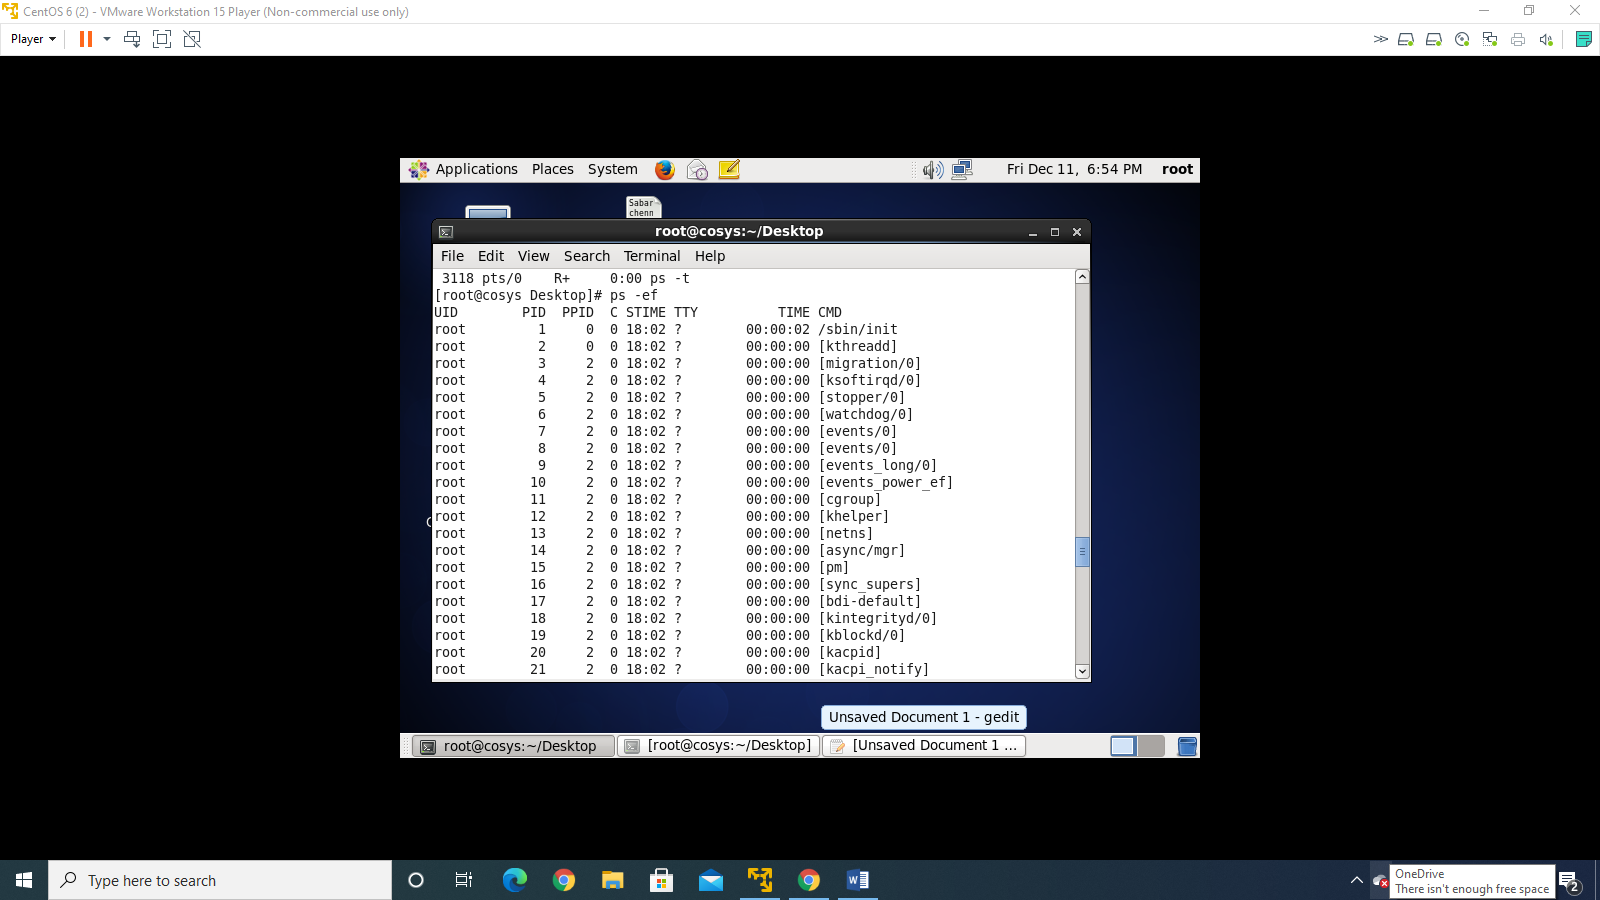 CentOS 6 (2) - VMware Workstation 15 Player (Non-commercial use only)
Player
Applications Places System Fri Dec 11, 6:54 PM root
Sabar
chenn
root@cosys:~/Desktop
File Edit View Search Terminal Help
3118 pts/0 R+ 0:00 ps -t
[root@cosys Desktop]# ps -ef
UID PID PPID C STIME TTY TIME CMD
root 1 0 0 18:02 ? 00:00:02 /sbin/init
root 2 0 0 18:02 ? 00:00:00 [kthreadd]
root 3 2 0 18:02 ? 00:00:00 [migration/0]
root 4 2 0 18:02 ? 00:00:00 [ksoftirqd/0]
root 5 2 0 18:02 ? 00:00:00 [stopper/0]
root 6 2 0 18:02 ? 00:00:00 [watchdog/0]
root 7 2 0 18:02 ? 00:00:00 [events/0]
root 8 2 0 18:02 ? 00:00:00 [events/0]
root 9 2 0 18:02 ? 00:00:00 [events_long/0]
root 10 2 0 18:02 ? 00:00:00 [events_power_ef]
root 11 2 0 18:02 ? 00:00:00 [cgroup]
root 12 2 0 18:02 ? 00:00:00 [khelper]
root 13 2 0 18:02 ? 00:00:00 [netns]
root 14 2 0 18:02 ? 00:00:00 [async/mgr]
root 15 2 0 18:02 ? 00:00:00 [pm]
root 16 2 0 18:02 ? 00:00:00 [sync_supers]
root 17 2 0 18:02 ? 00:00:00 [bdi-default]
root 18 2 0 18:02 ? 00:00:00 [kintegrityd/0]
root 19 2 0 18:02 ? 00:00:00 [kblockd/0]
root 20 2 0 18:02 ? 00:00:00 [kacpid]
root 21 2 0 18:02 ? 00:00:00 [kacpi_notify]
Unsaved Document 1 - gedit
root@cosys:~/Desktop [root@cosys:~/Desktop] [Unsaved Document 1 ...
Type here to search
OneDrive
There isn't enough free space
2